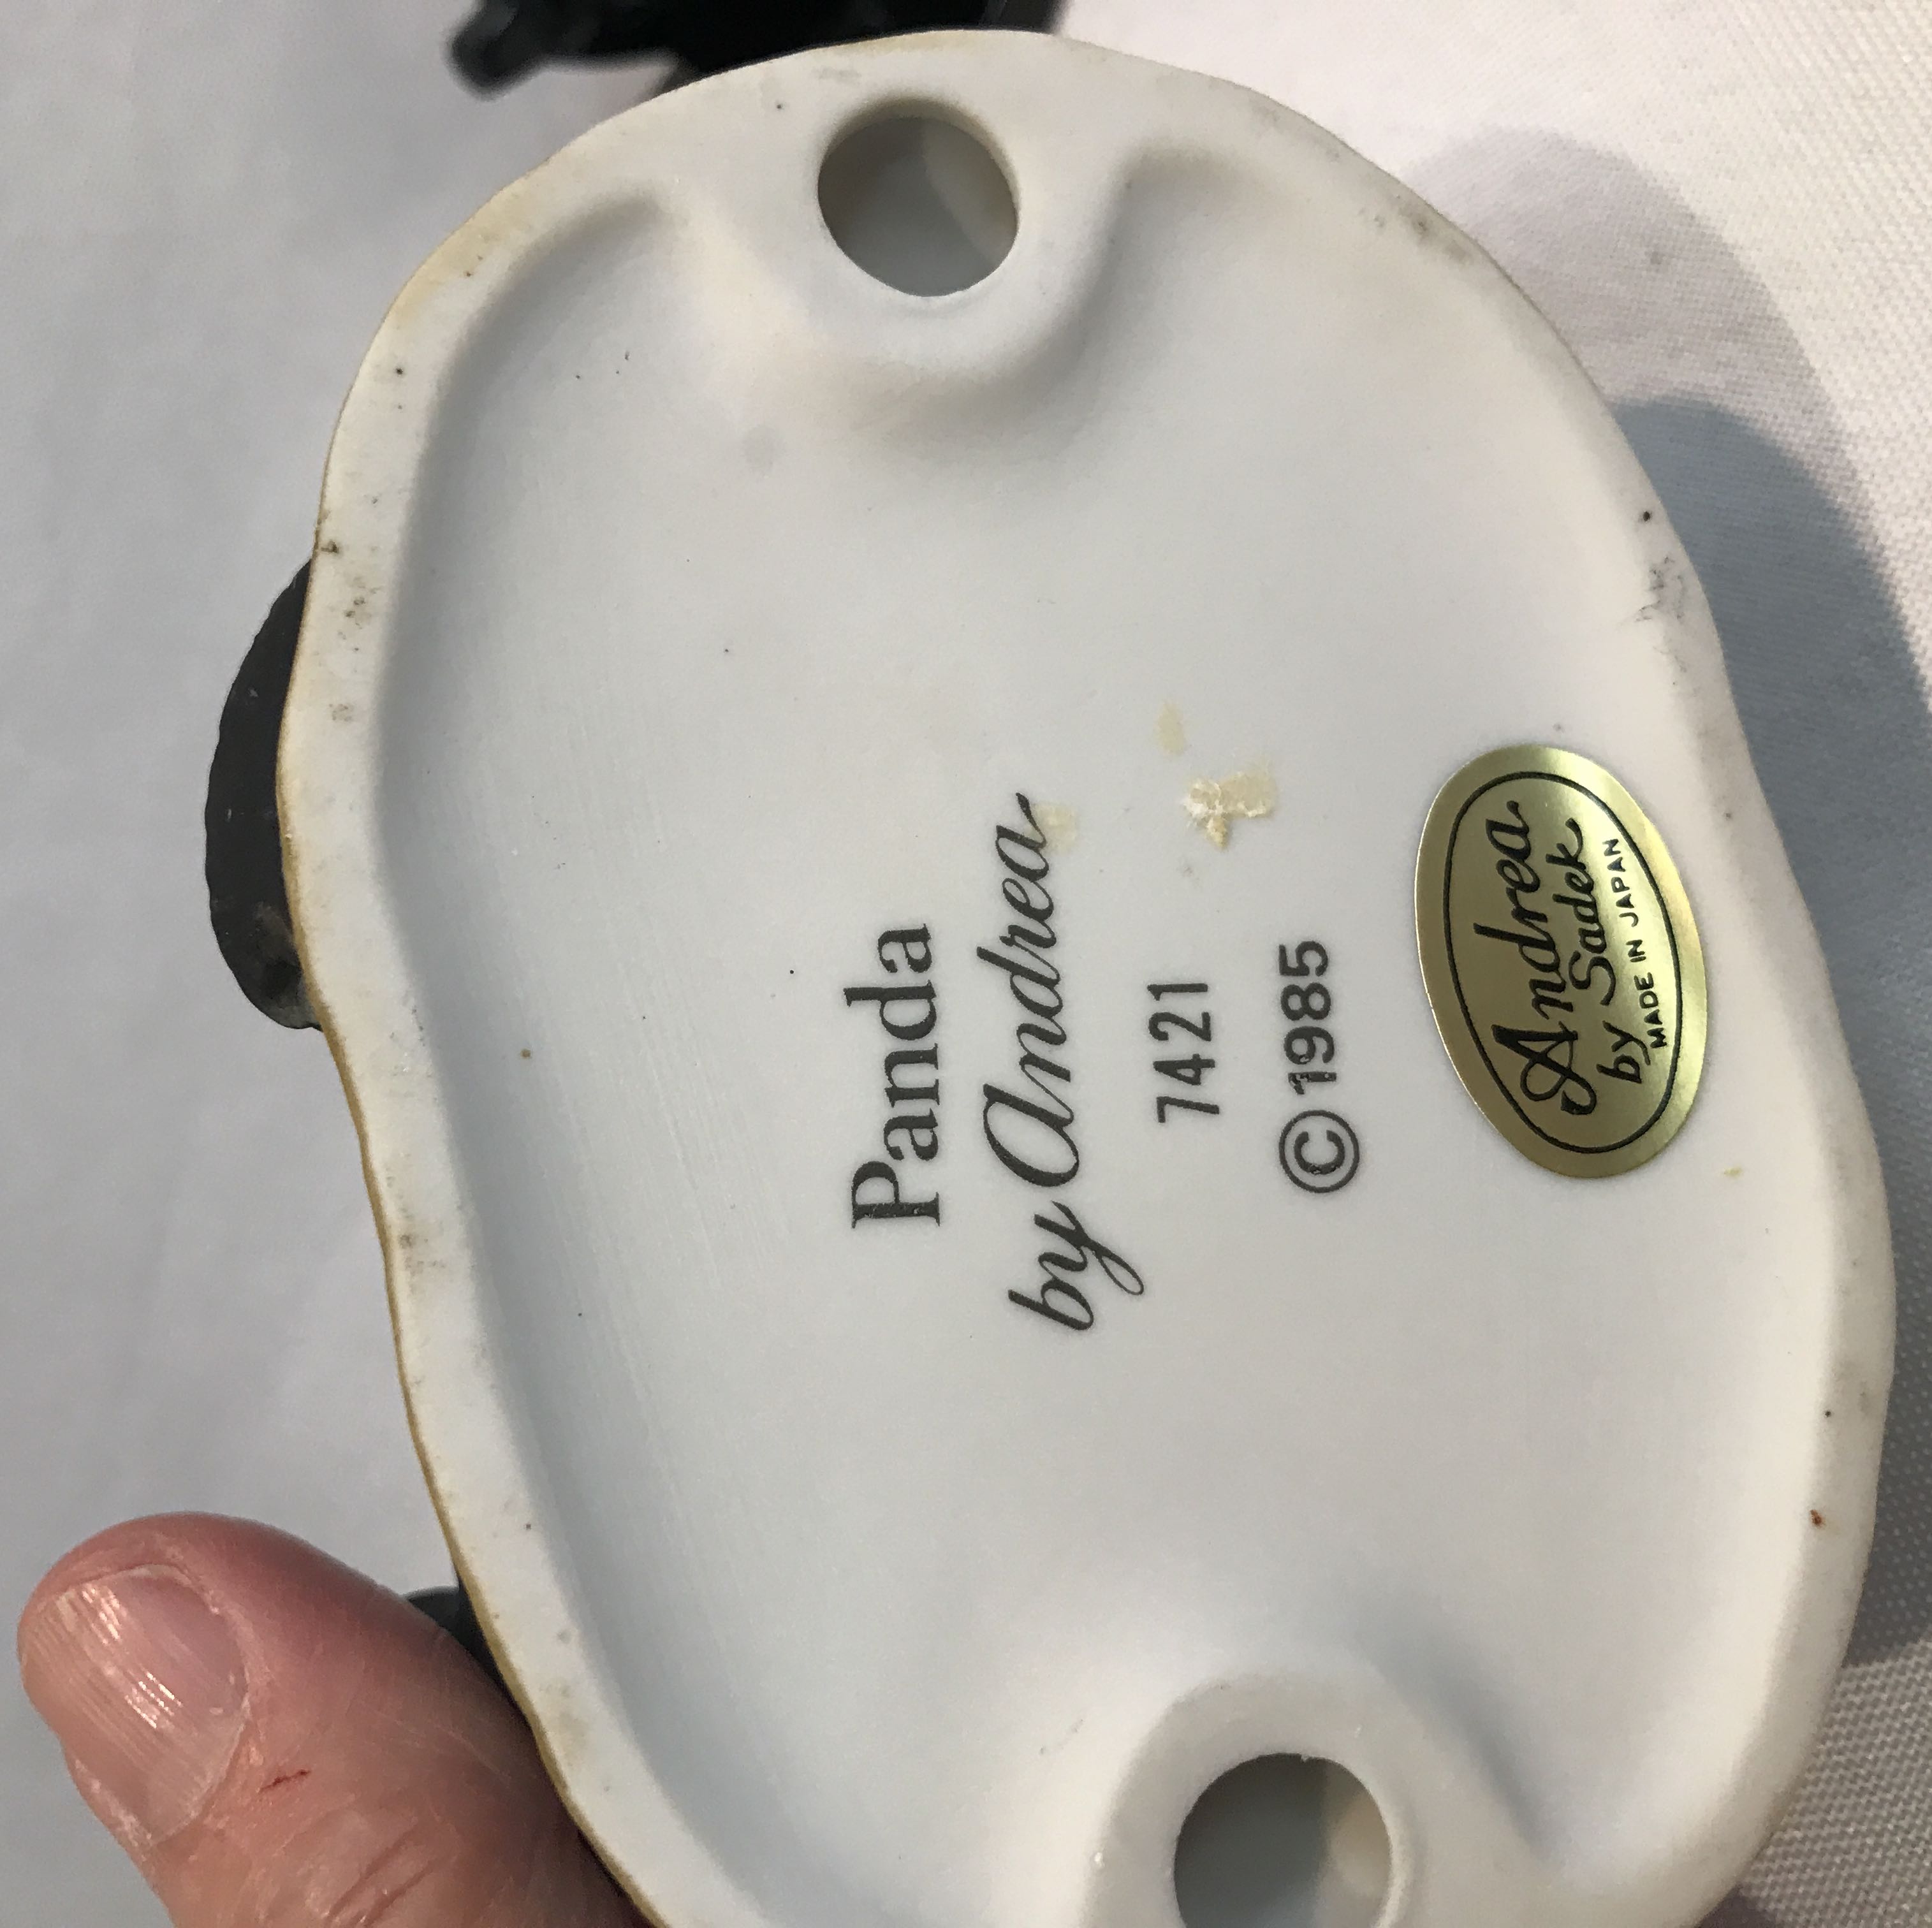 Panda
by Andrea
7421
©1985
Andrea
by Sadek
MADE IN JAPAN